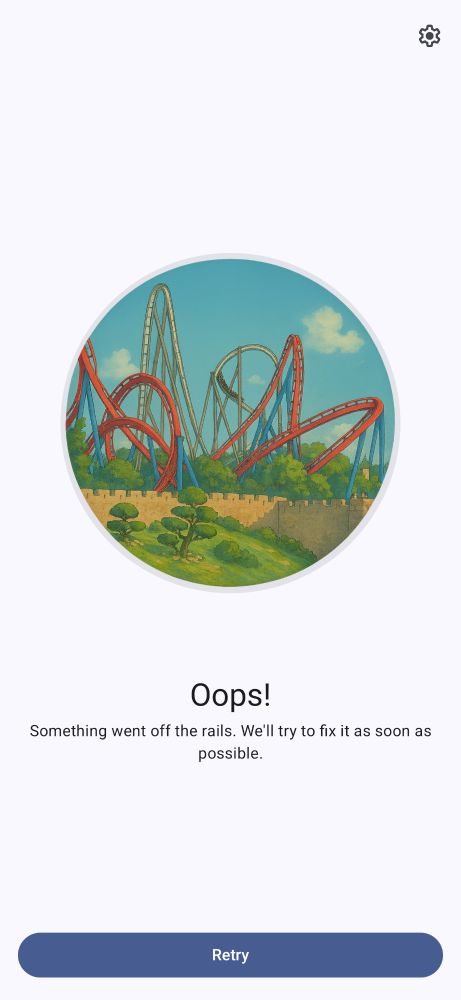 Oops!
Something went off the rails. We'll try to fix it as soon as
possible.
Retry